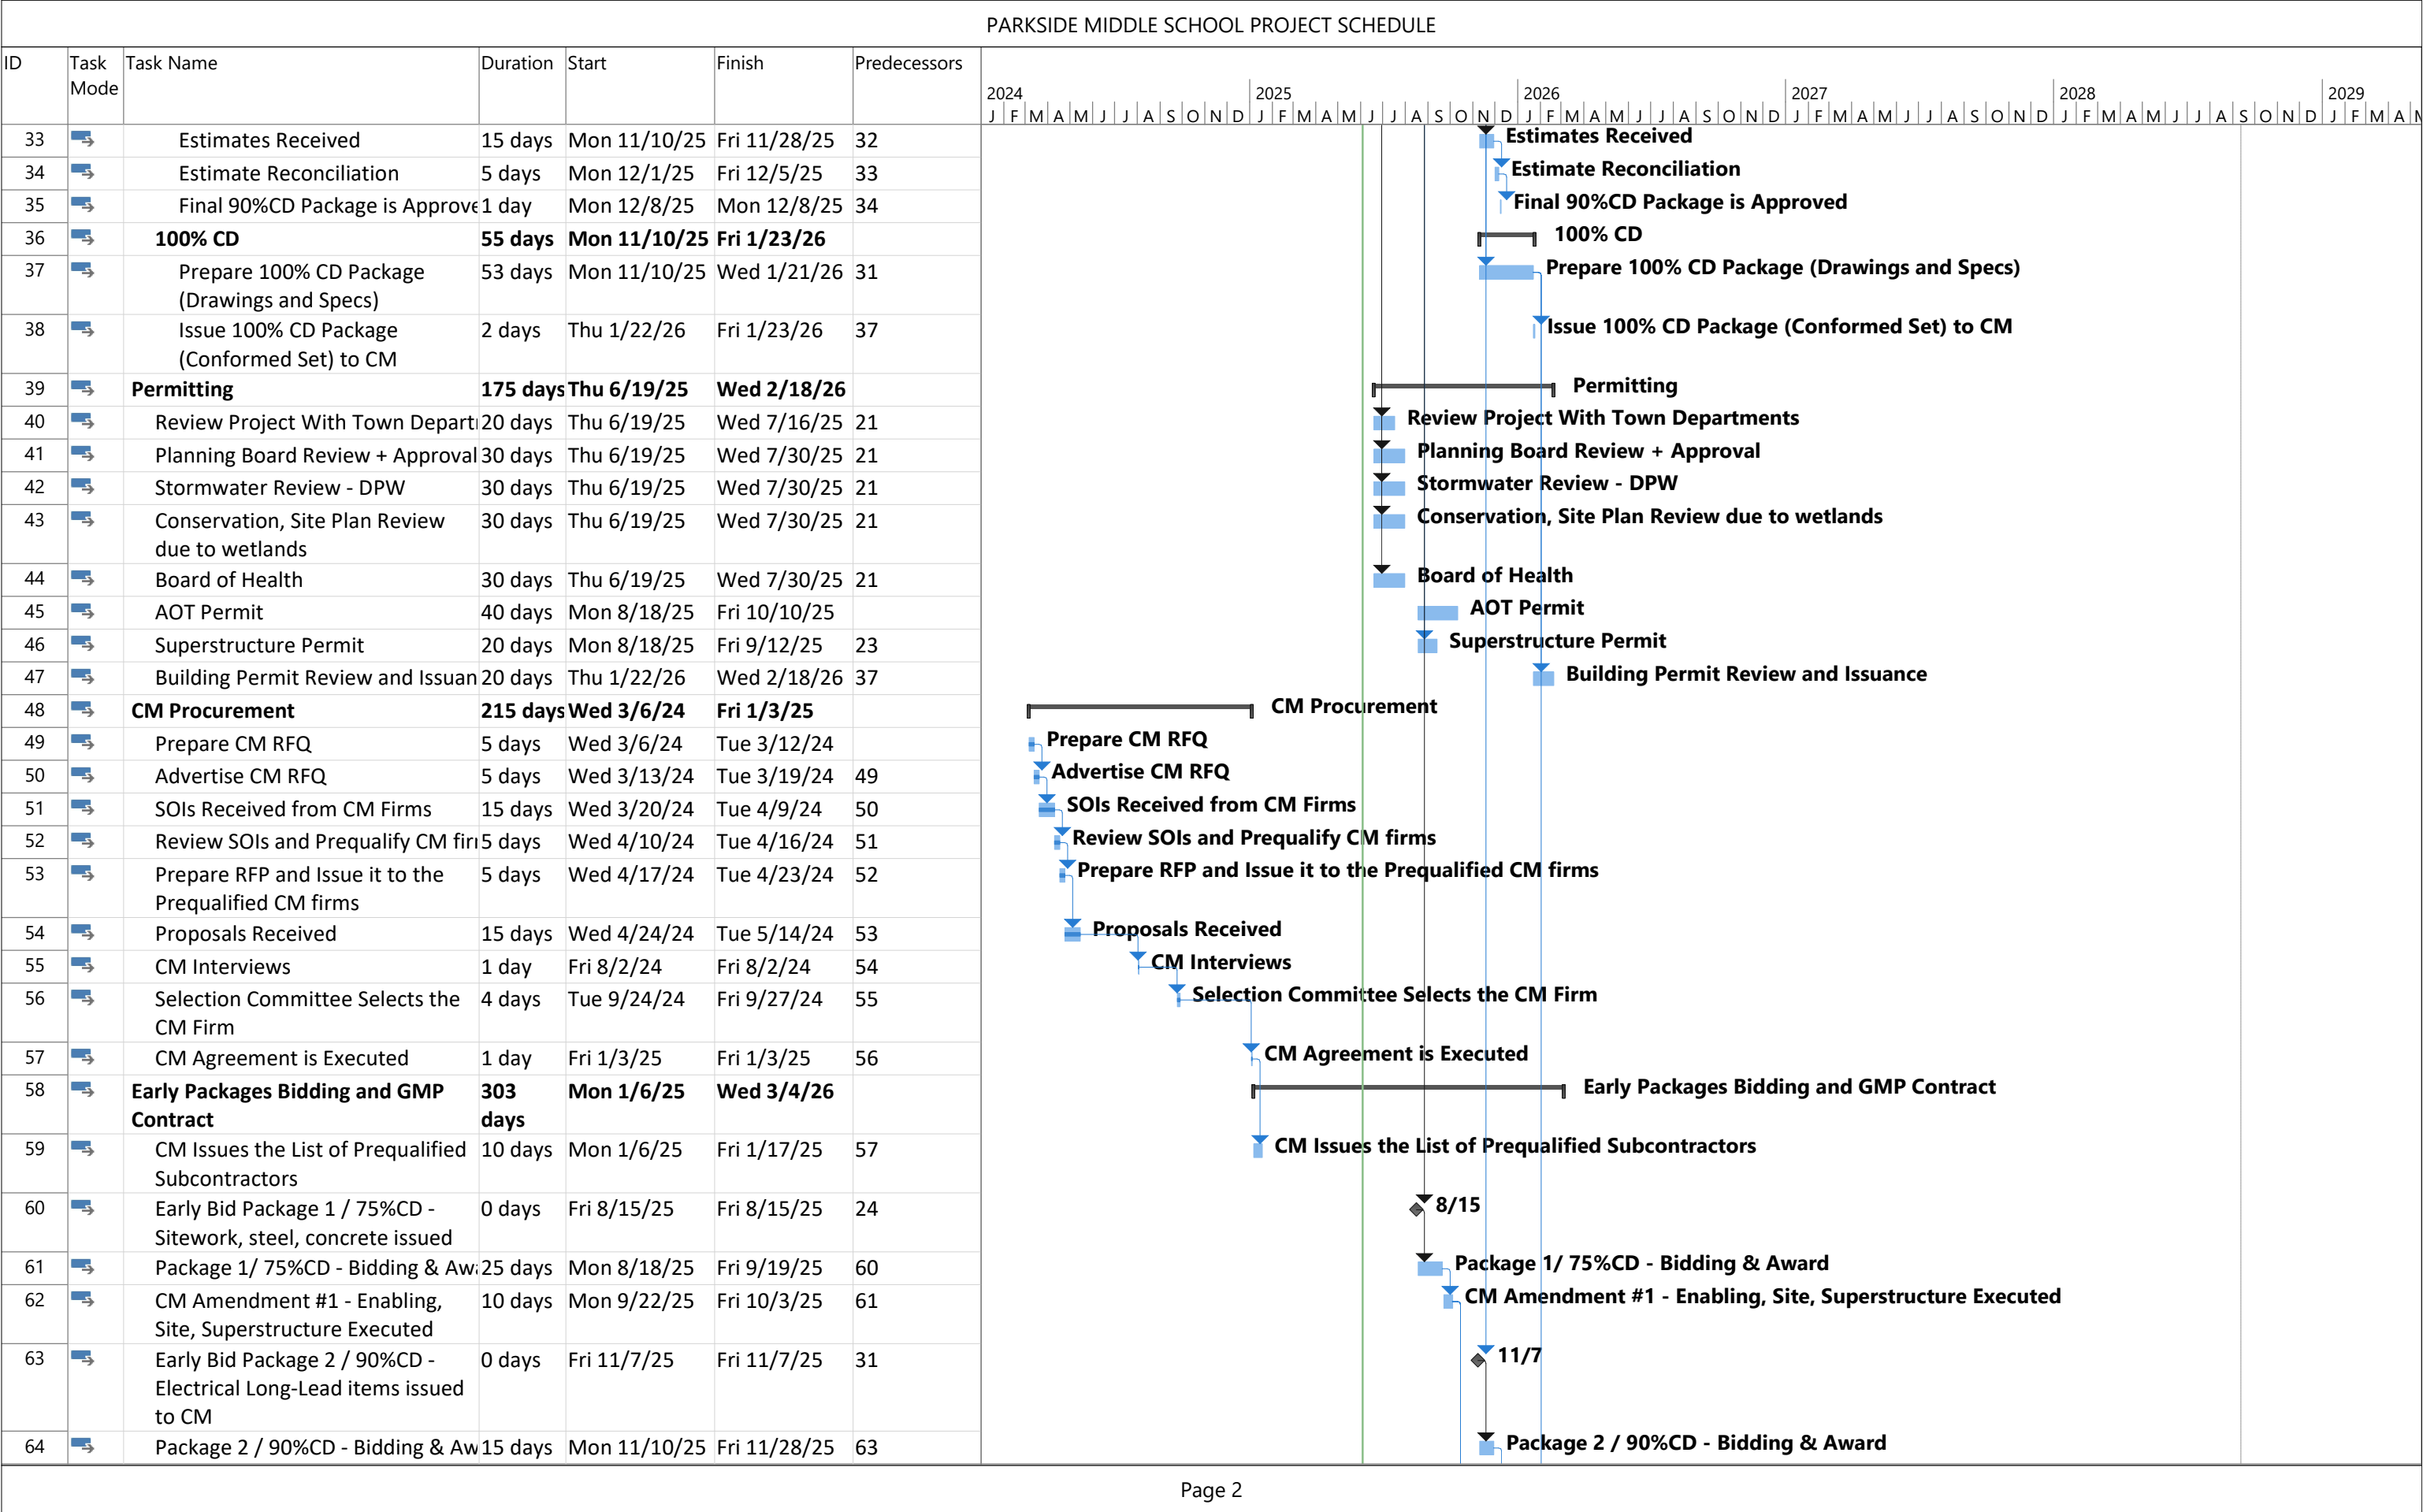 PARKSIDE MIDDLE SCHOOL PROJECT SCHEDULE
ID Task Mode Task Name Duration Start Finish Predecessors
2024 2025 2026 2027 2028 2029
J F M A M J J A S O N D J F M A M J J A S O N D J F M A M J J A S O N D J F M A M J J A S O N D J F M A M J J A S O N D J F M A M
33 Estimates Received 15 days Mon 11/10/25 Fri 11/28/25 32 Estimates Received
34 Estimate Reconciliation 5 days Mon 12/1/25 Fri 12/5/25 33 Estimate Reconciliation
35 Final 90%CD Package is Approve 1 day Mon 12/8/25 Mon 12/8/25 34 Final 90%CD Package is Approved
36 100% CD 55 days Mon 11/10/25 Fri 1/23/26 100% CD
37 Prepare 100% CD Package 53 days Mon 11/10/25 Wed 1/21/26 31 Prepare 100% CD Package (Drawings and Specs)
(Drawings and Specs)
38 Issue 100% CD Package 2 days Thu 1/22/26 Fri 1/23/26 37 Issue 100% CD Package (Conformed Set) to CM
(Conformed Set) to CM
39 Permitting 175 days Thu 6/19/25 Wed 2/18/26 Permitting
40 Review Project With Town Depart 20 days Thu 6/19/25 Wed 7/16/25 21 Review Project With Town Departments
41 Planning Board Review + Approval 30 days Thu 6/19/25 Wed 7/30/25 21 Planning Board Review + Approval
42 Stormwater Review - DPW 30 days Thu 6/19/25 Wed 7/30/25 21 Stormwater Review - DPW
43 Conservation, Site Plan Review 30 days Thu 6/19/25 Wed 7/30/25 21 Conservation, Site Plan Review due to wetlands
due to wetlands
44 Board of Health 30 days Thu 6/19/25 Wed 7/30/25 21 Board of Health
45 AOT Permit 40 days Mon 8/18/25 Fri 10/10/25 AOT Permit
46 Superstructure Permit 20 days Mon 8/18/25 Fri 9/12/25 23 Superstructure Permit
47 Building Permit Review and Issuan 20 days Thu 1/22/26 Wed 2/18/26 37 Building Permit Review and Issuance
48 CM Procurement 215 days Wed 3/6/24 Fri 1/3/25 CM Procurement
49 Prepare CM RFQ 5 days Wed 3/6/24 Tue 3/12/24 Prepare CM RFQ
50 Advertise CM RFQ 5 days Wed 3/13/24 Tue 3/19/24 49 Advertise CM RFQ
51 SOIs Received from CM Firms 15 days Wed 3/20/24 Tue 4/9/24 50 SOIs Received from CM Firms
52 Review SOIs and Prequalify CM fir 5 days Wed 4/10/24 Tue 4/16/24 51 Review SOIs and Prequalify CM firms
53 Prepare RFP and Issue it to the 5 days Wed 4/17/24 Tue 4/23/24 52 Prepare RFP and Issue it to the Prequalified CM firms
Prequalified CM firms
54 Proposals Received 15 days Wed 4/24/24 Tue 5/14/24 53 Proposals Received
55 CM Interviews 1 day Fri 8/2/24 Fri 8/2/24 54 CM Interviews
56 Selection Committee Selects the 4 days Tue 9/24/24 Fri 9/27/24 55 Selection Committee Selects the CM Firm
CM Firm
57 CM Agreement is Executed 1 day Fri 1/3/25 Fri 1/3/25 56 CM Agreement is Executed
58 Early Packages Bidding and GMP 303 Mon 1/6/25 Wed 3/4/26 Early Packages Bidding and GMP Contract
Contract days
59 CM Issues the List of Prequalified 10 days Mon 1/6/25 Fri 1/17/25 57 CM Issues the List of Prequalified Subcontractors
Subcontractors
60 Early Bid Package 1 / 75%CD - 0 days Fri 8/15/25 Fri 8/15/25 24 8/15
Sitework, steel, concrete issued
61 Package 1/ 75%CD - Bidding & Aw 25 days Mon 8/18/25 Fri 9/19/25 60 Package 1/ 75%CD - Bidding & Award
62 CM Amendment #1 - Enabling, 10 days Mon 9/22/25 Fri 10/3/25 61 CM Amendment #1 - Enabling, Site, Superstructure Executed
Site, Superstructure Executed
63 Early Bid Package 2 / 90%CD - 0 days Fri 11/7/25 Fri 11/7/25 31 11/7
Electrical Long-Lead items issued
to CM
64 Package 2 / 90%CD - Bidding & Aw 15 days Mon 11/10/25 Fri 11/28/25 63 Package 2 / 90%CD - Bidding & Award
Page 2